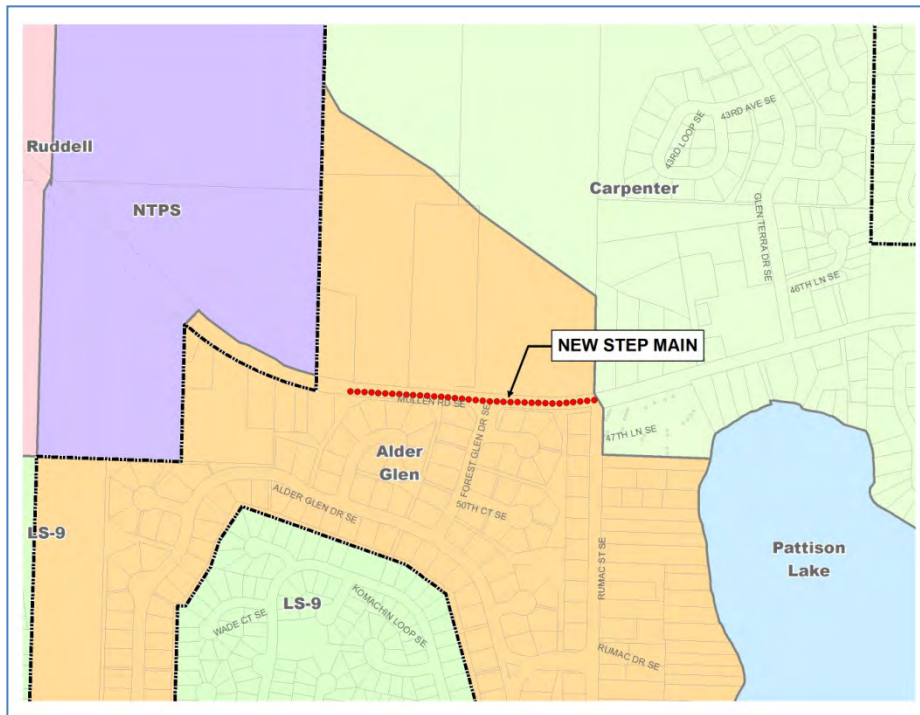 43RD AVE SE
43RD LOOP SE
Ruddell
Carpenter
NTPS
GLEN TERRA DR SE
46TH LN SE
NEW STEP MAIN
MULLEN RD SE
47TH LN SE
FOREST GLEN DR SE
Alder
Glen
ALDER GLEN DR SE
50TH CT SE
LS-9
RUMAC ST SE
Pattison
Lake
LS-9
WADE CT SE
KOMACHIN LOOP SE
RUMAC DR SE